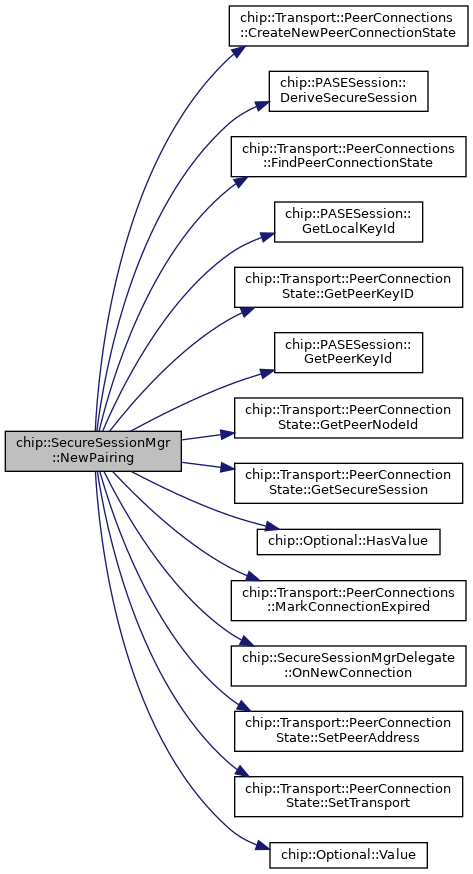 chip::Transport::PeerConnections
::CreateNewPeerConnectionState
chip::PASESession::
DeriveSecureSession
chip::Transport::PeerConnections
::FindPeerConnectionState
chip::PASESession::
GetLocalKeyId
chip::Transport::PeerConnection
State::GetPeerKeyID
chip::PASESession::
GetPeerKeyId
chip::Transport::PeerConnection
State::GetPeerNodeId
chip::SecureSessionMgr
::NewPairing
chip::Transport::PeerConnection
State::GetSecureSession
chip::Optional::HasValue
chip::Transport::PeerConnections
::MarkConnectionExpired
chip::SecureSessionMgrDelegate
::OnNewConnection
chip::Transport::PeerConnection
State::SetPeerAddress
chip::Transport::PeerConnection
State::SetTransport
chip::Optional::Value